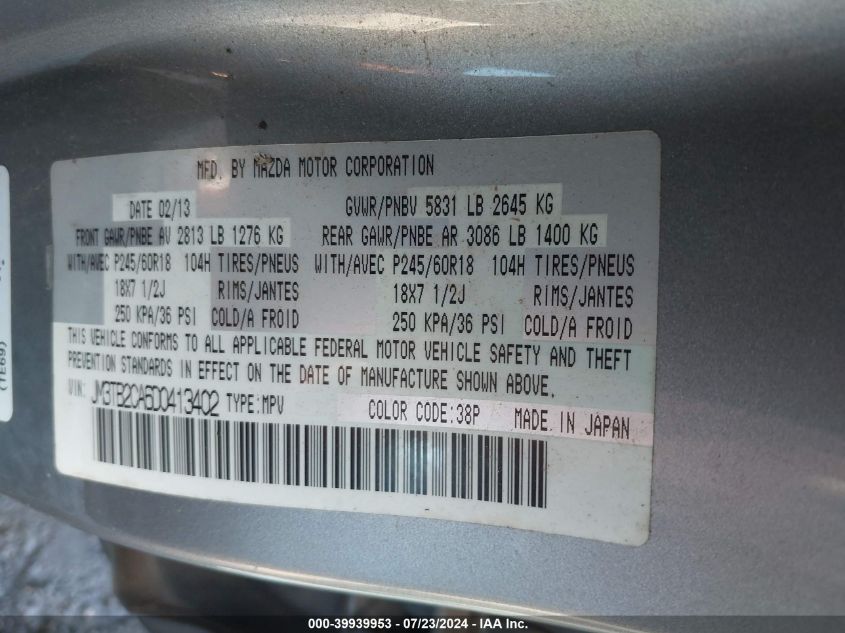 MFD. BY MAZDA MOTOR CORPORATION
DATE 02/13 GVWR/PNBV 5831 LB 2645 KG
FRONT GAWR/PNBE AV 2813 LB 1276 KG REAR GAWR/PNBE AR 3086 LB 1400 KG
WITH/AVEC P245/60R18 104H TIRES/PNEUS WITH/AVEC P245/60R18 104H TIRES/PNEUS
18X7 1/2J RIMS/JANTES 18X7 1/2J RIMS/JANTES
250 KPA/36 PSI COLD/A FROID 250 KPA/36 PSI COLD/A FROID
THIS VEHICLE CONFORMS TO ALL APPLICABLE FEDERAL MOTOR VEHICLE SAFETY AND THEFT
PREVENTION STANDARDS IN EFFECT ON THE DATE OF MANUFACTURE SHOWN ABOVE.
VIN: JM3TB2CA6D0413402 TYPE:MPV COLOR CODE:38P MADE IN JAPAN
(TE69)
000-39939953 - 07/23/2024 - IAA Inc.